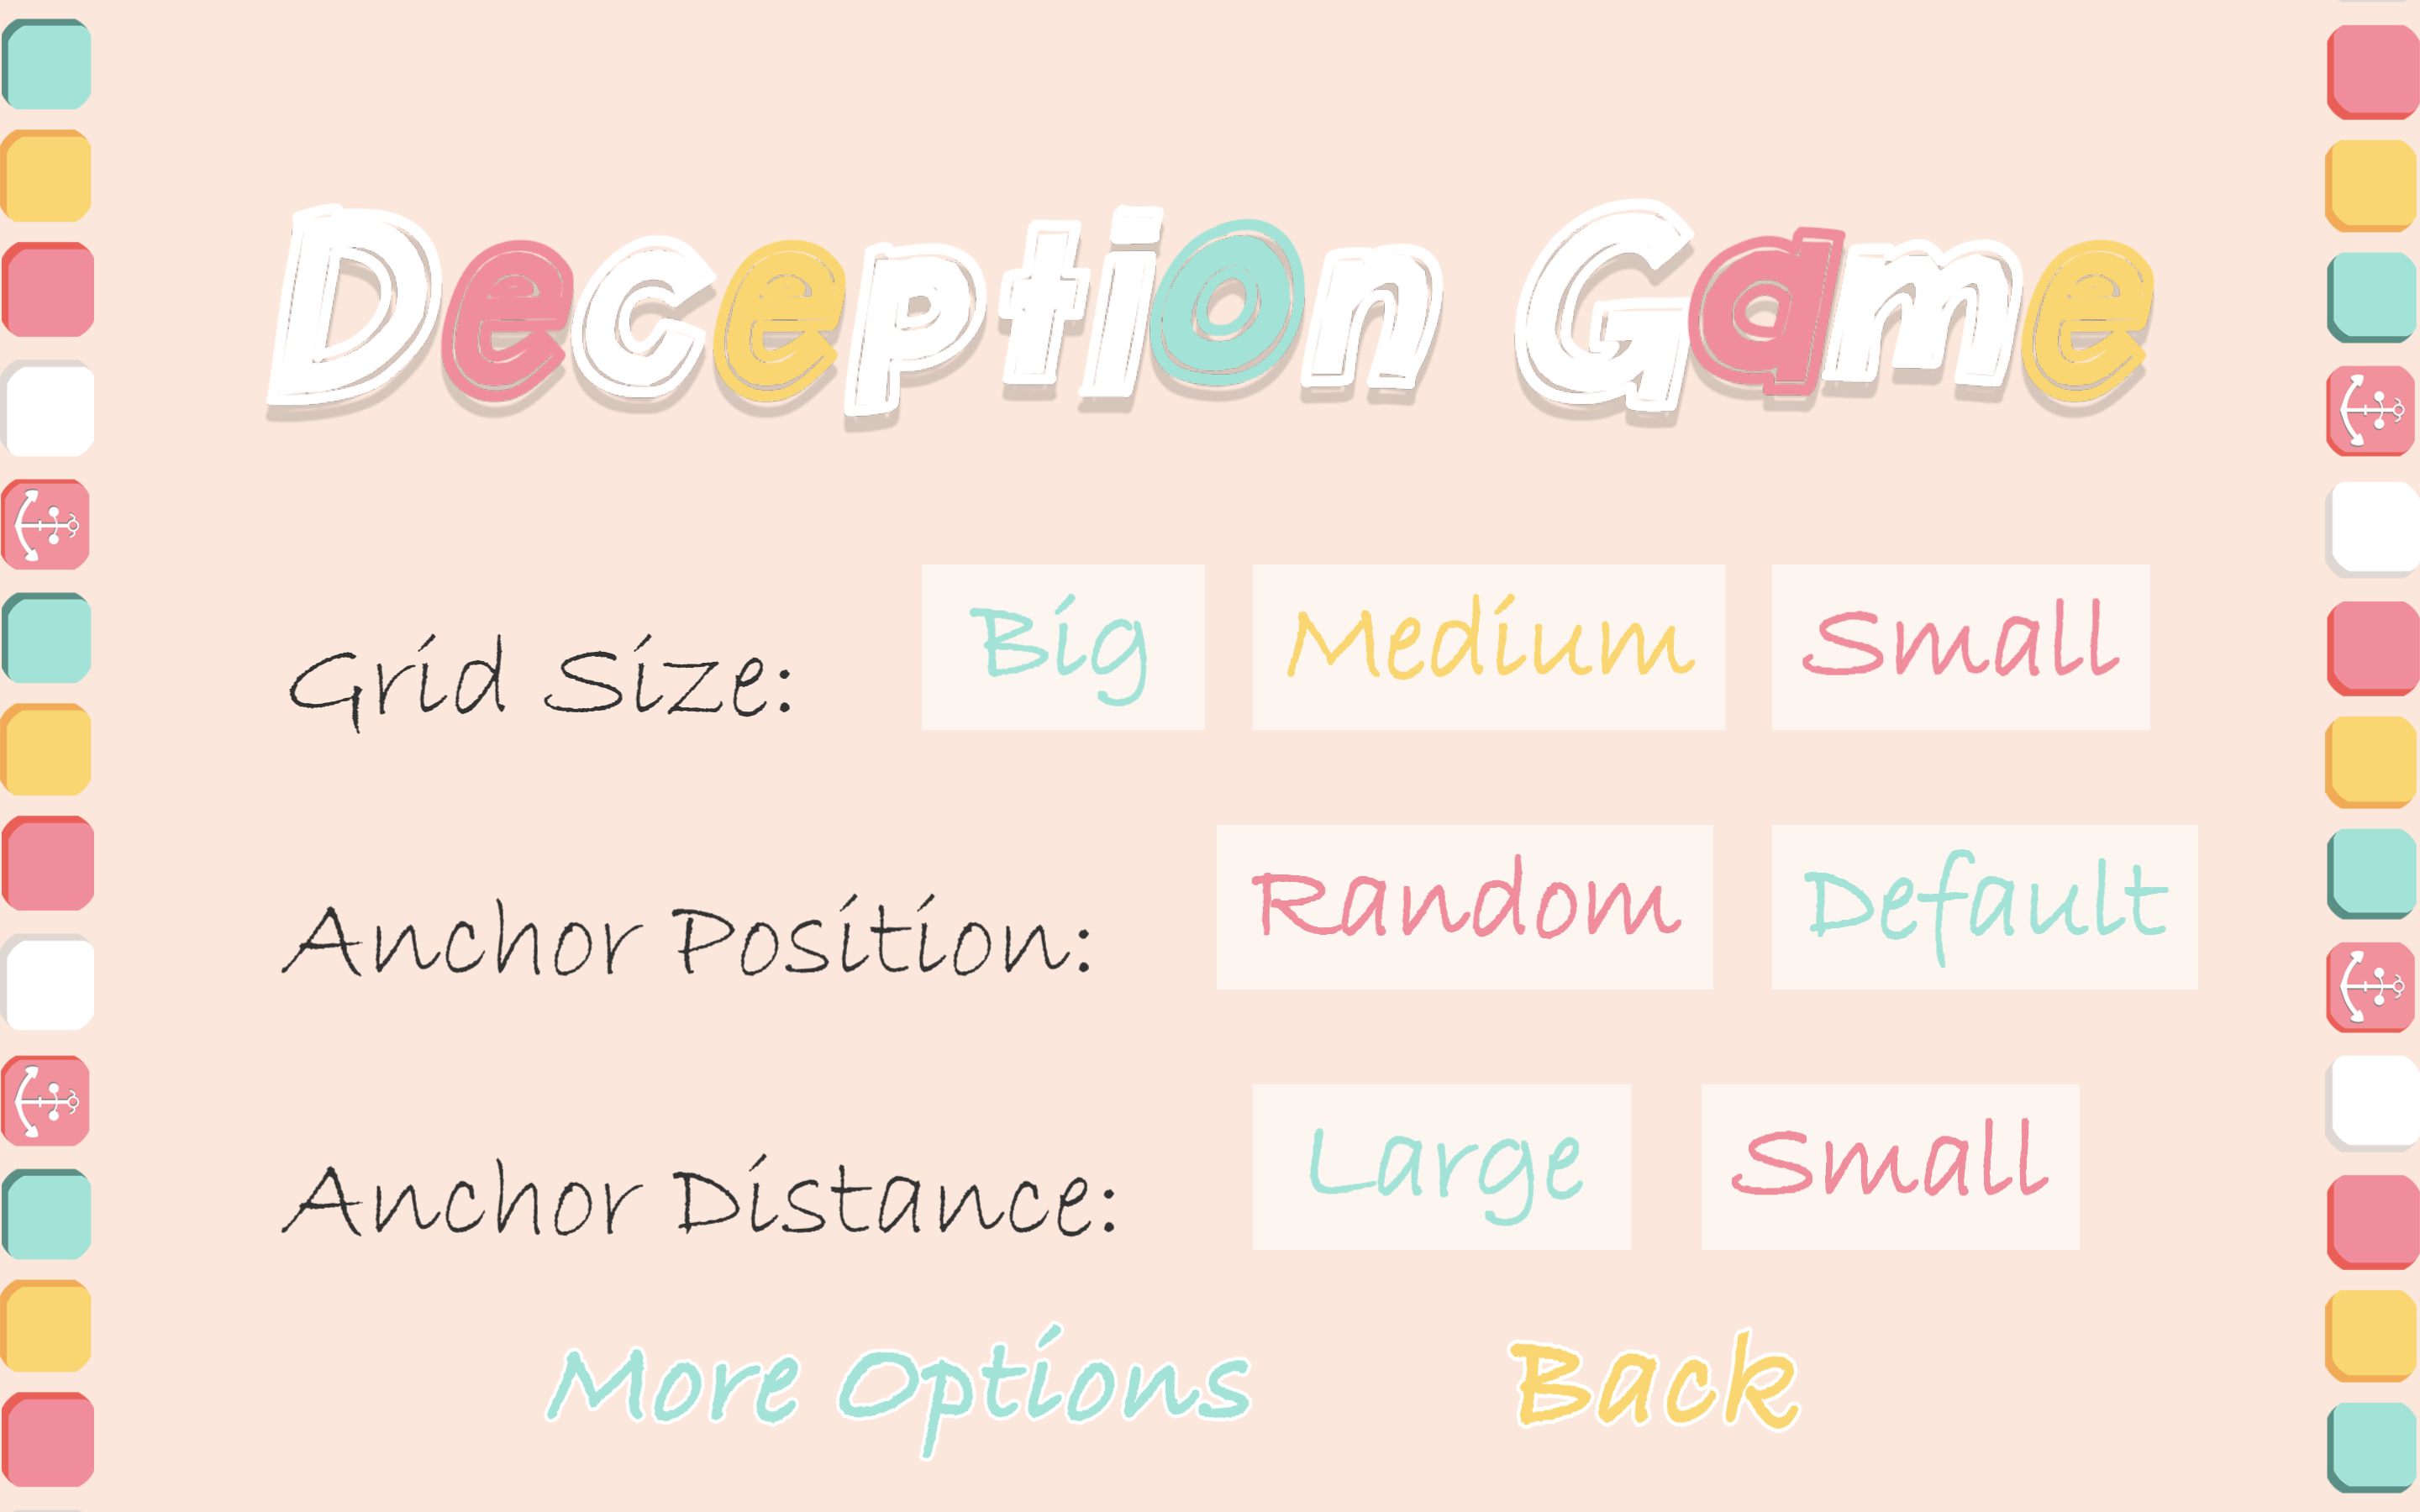 Deception Game
Grid Size: Big Medium Small
Anchor Position: Random Default
Anchor Distance: Large Small
More Options Back